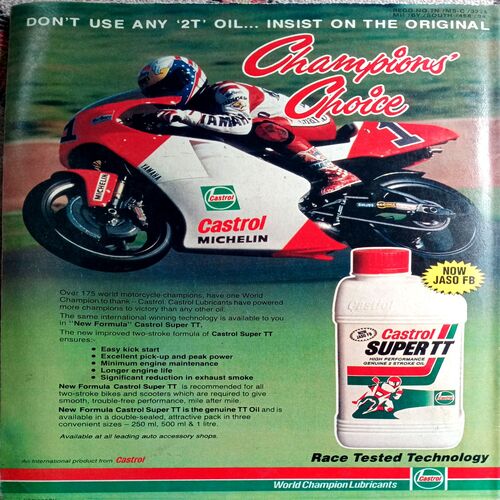 DON'T USE ANY '2T' OIL... INSIST ON THE ORIGINAL
Champions'
Choice
1
YAMAHA
YAMAHA
1
MICHELIN
Castrol
Castrol
MICHELIN
Over 175 world motorcycle champions, have one World
Champion to thank – Castrol. Castrol Lubricants have powered
more champions to victory than any other oil.
The same international winning technology is available to you
in "New Formula" Castrol Super TT.
The new improved two-stroke formula of Castrol Super TT
ensures:-
• Easy kick start
• Excellent pick-up and peak power
• Minimum engine maintenance
• Longer engine life
• Significant reduction in exhaust smoke
New Formula Castrol Super TT is recommended for all
two-stroke bikes and scooters which are required to give
smooth, trouble-free performance, mile after mile.
New Formula Castrol Super TT is the genuine TT Oil and is
available in a double-sealed, attractive pack in three
convenient sizes – 250 ml, 500 ml & 1 litre.
Available at all leading auto accessory shops.
NOW
JASO FB
Castrol
NOW
JASO FB
Castrol
SUPER TT
HIGH PERFORMANCE
GENUINE 2 STROKE OIL
Castrol
An International product from Castrol
Race Tested Technology
World Champion Lubricants
Castrol